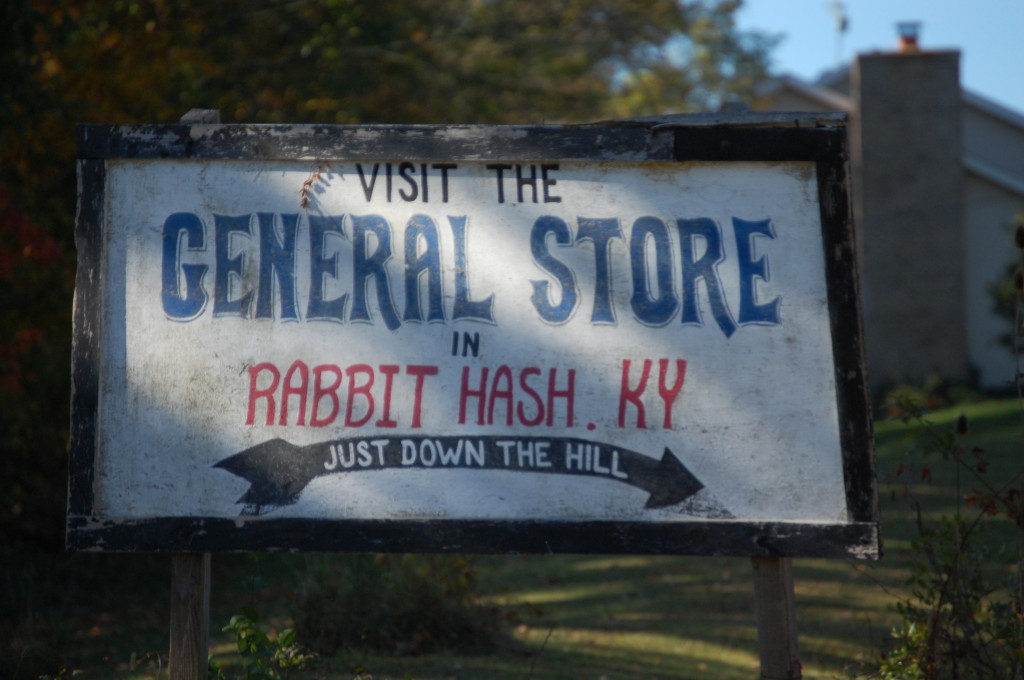 VISIT THE
GENERAL STORE
IN
RABBIT HASH. KY
JUST DOWN THE HILL